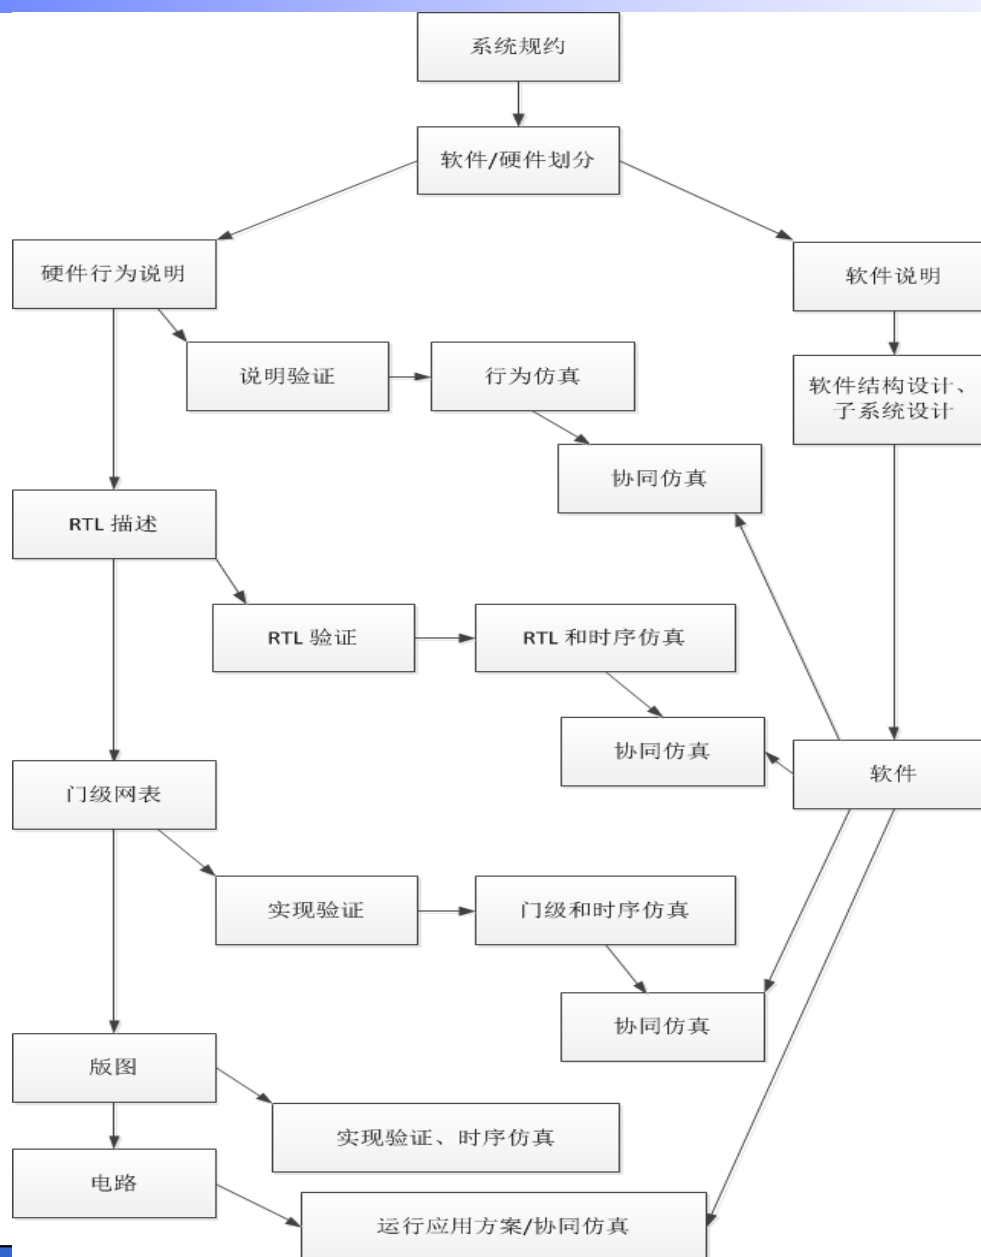 系统规约
软件/硬件划分
硬件行为说明
软件说明
说明验证
行为仿真
软件结构设计、
子系统设计
协同仿真
RTL 描述
RTL 验证
RTL 和时序仿真
协同仿真
软件
门级网表
实现验证
门级和时序仿真
协同仿真
版图
实现验证、时序仿真
电路
运行应用方案/协同仿真